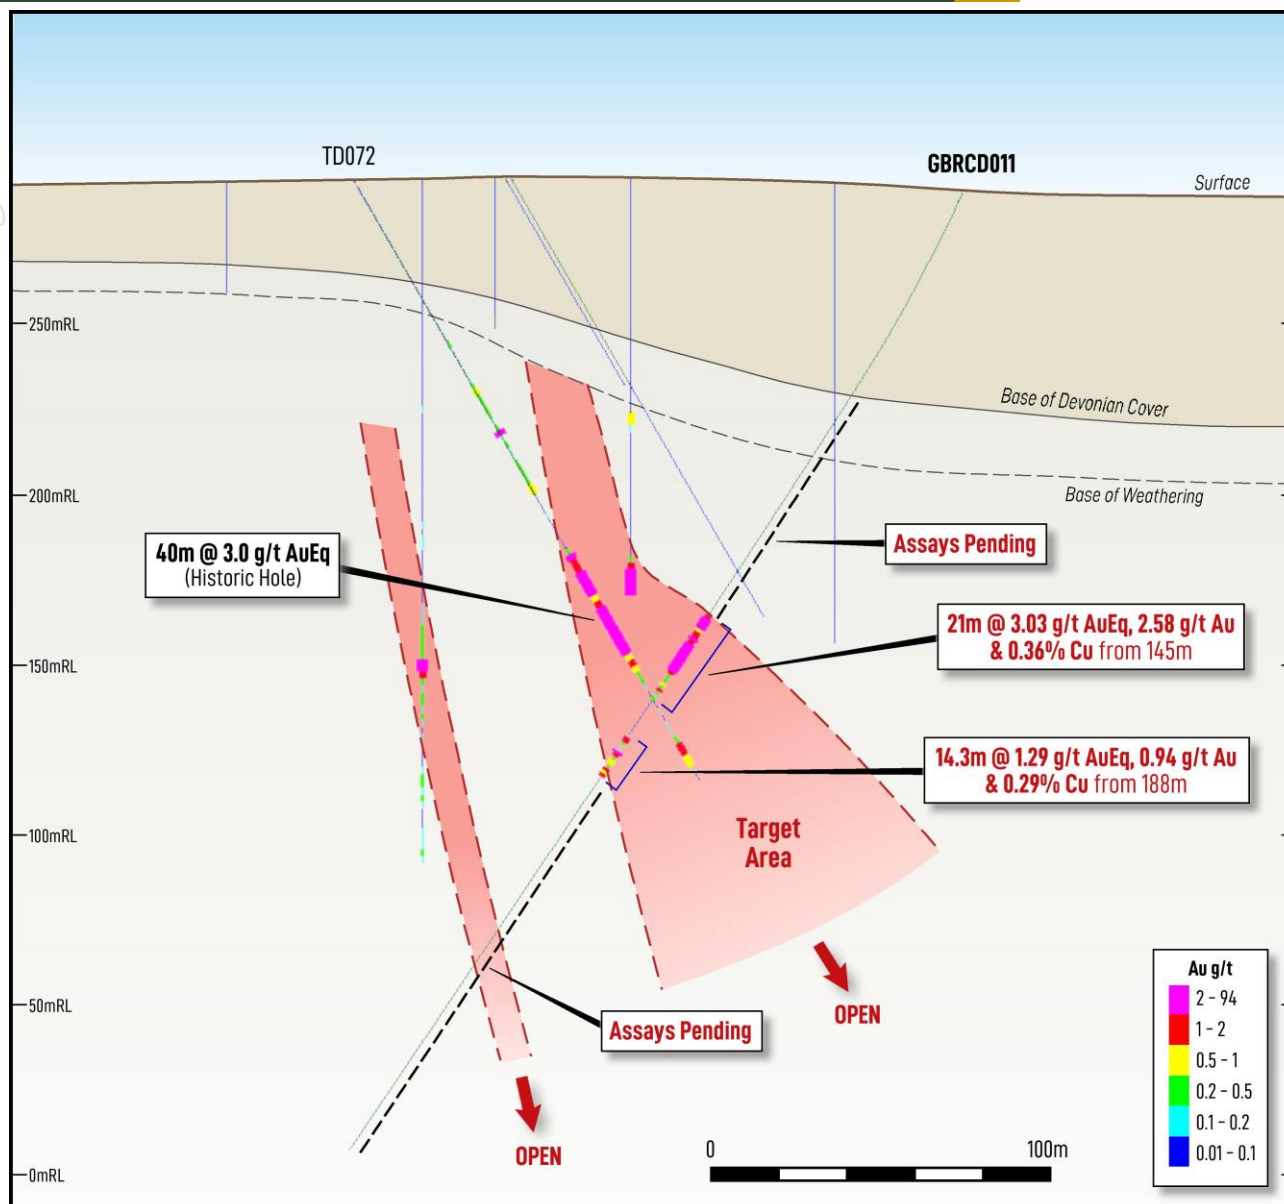 TD072
GBRCD011
Surface
250mRL
Base of Devonian Cover
200mRL
Base of Weathering
40m @ 3.0 g/t AuEq
(Historic Hole)
Assays Pending
21m @ 3.03 g/t AuEq, 2.58 g/t Au
& 0.36% Cu from 145m
150mRL
14.3m @ 1.29 g/t AuEq, 0.94 g/t Au
& 0.29% Cu from 188m
100mRL
Target
Area
50mRL
OPEN
Assays Pending
OPEN
0mRL
0 100m
Au g/t
2 - 94
1 - 2
0.5 - 1
0.2 - 0.5
0.1 - 0.2
0.01 - 0.1